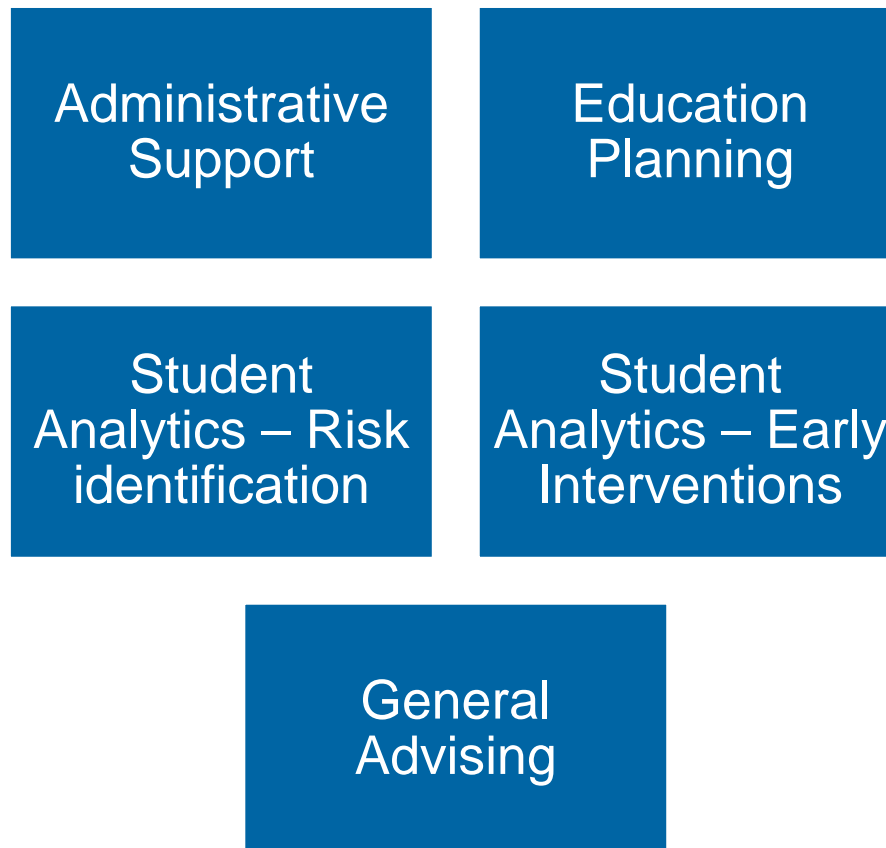 Administrative
Support
Education
Planning
Student
Analytics – Risk
identification
Student
Analytics – Early
Interventions
General
Advising